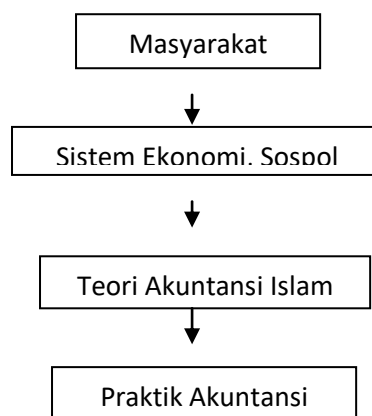 Masyarakat
Sistem Ekonomi, Sospol
Teori Akuntansi Islam
Praktik Akuntansi